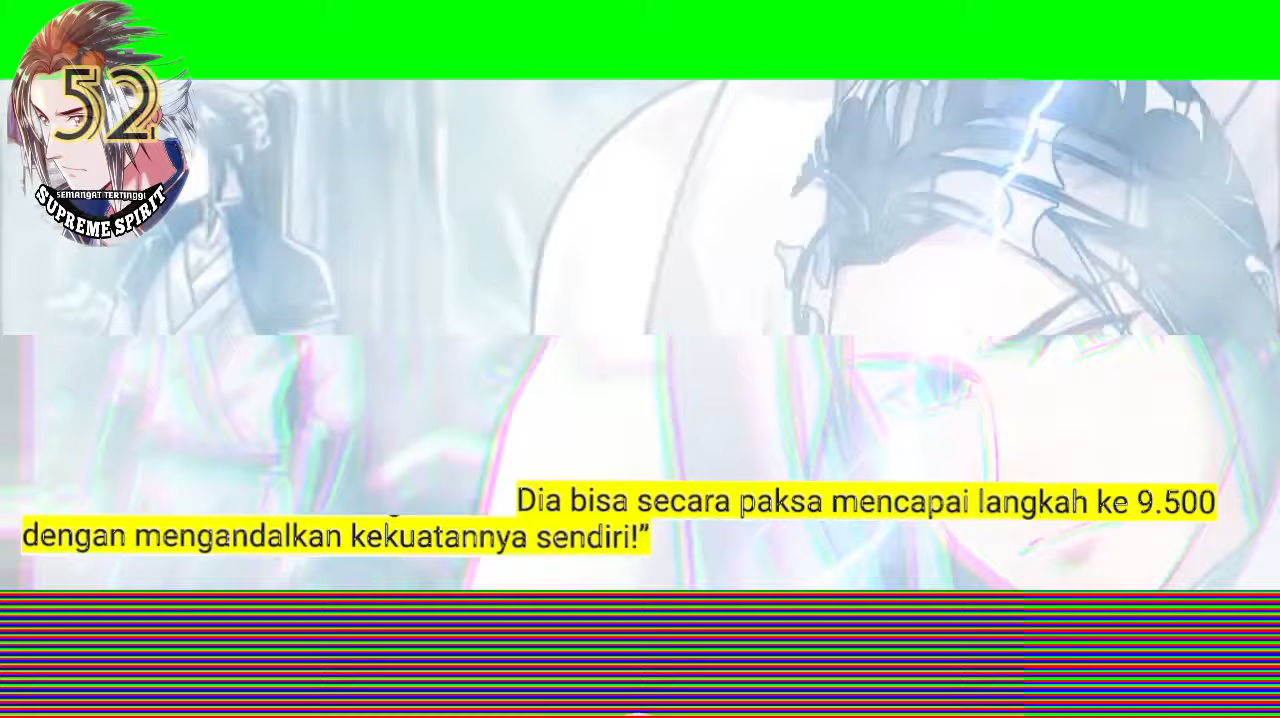 52
SEMANGAT TERTINGGI
SUPREME SPIRIT
Dia bisa secara paksa mencapai langkah ke 9.500
dengan mengandalkan kekuatannya sendiri!”